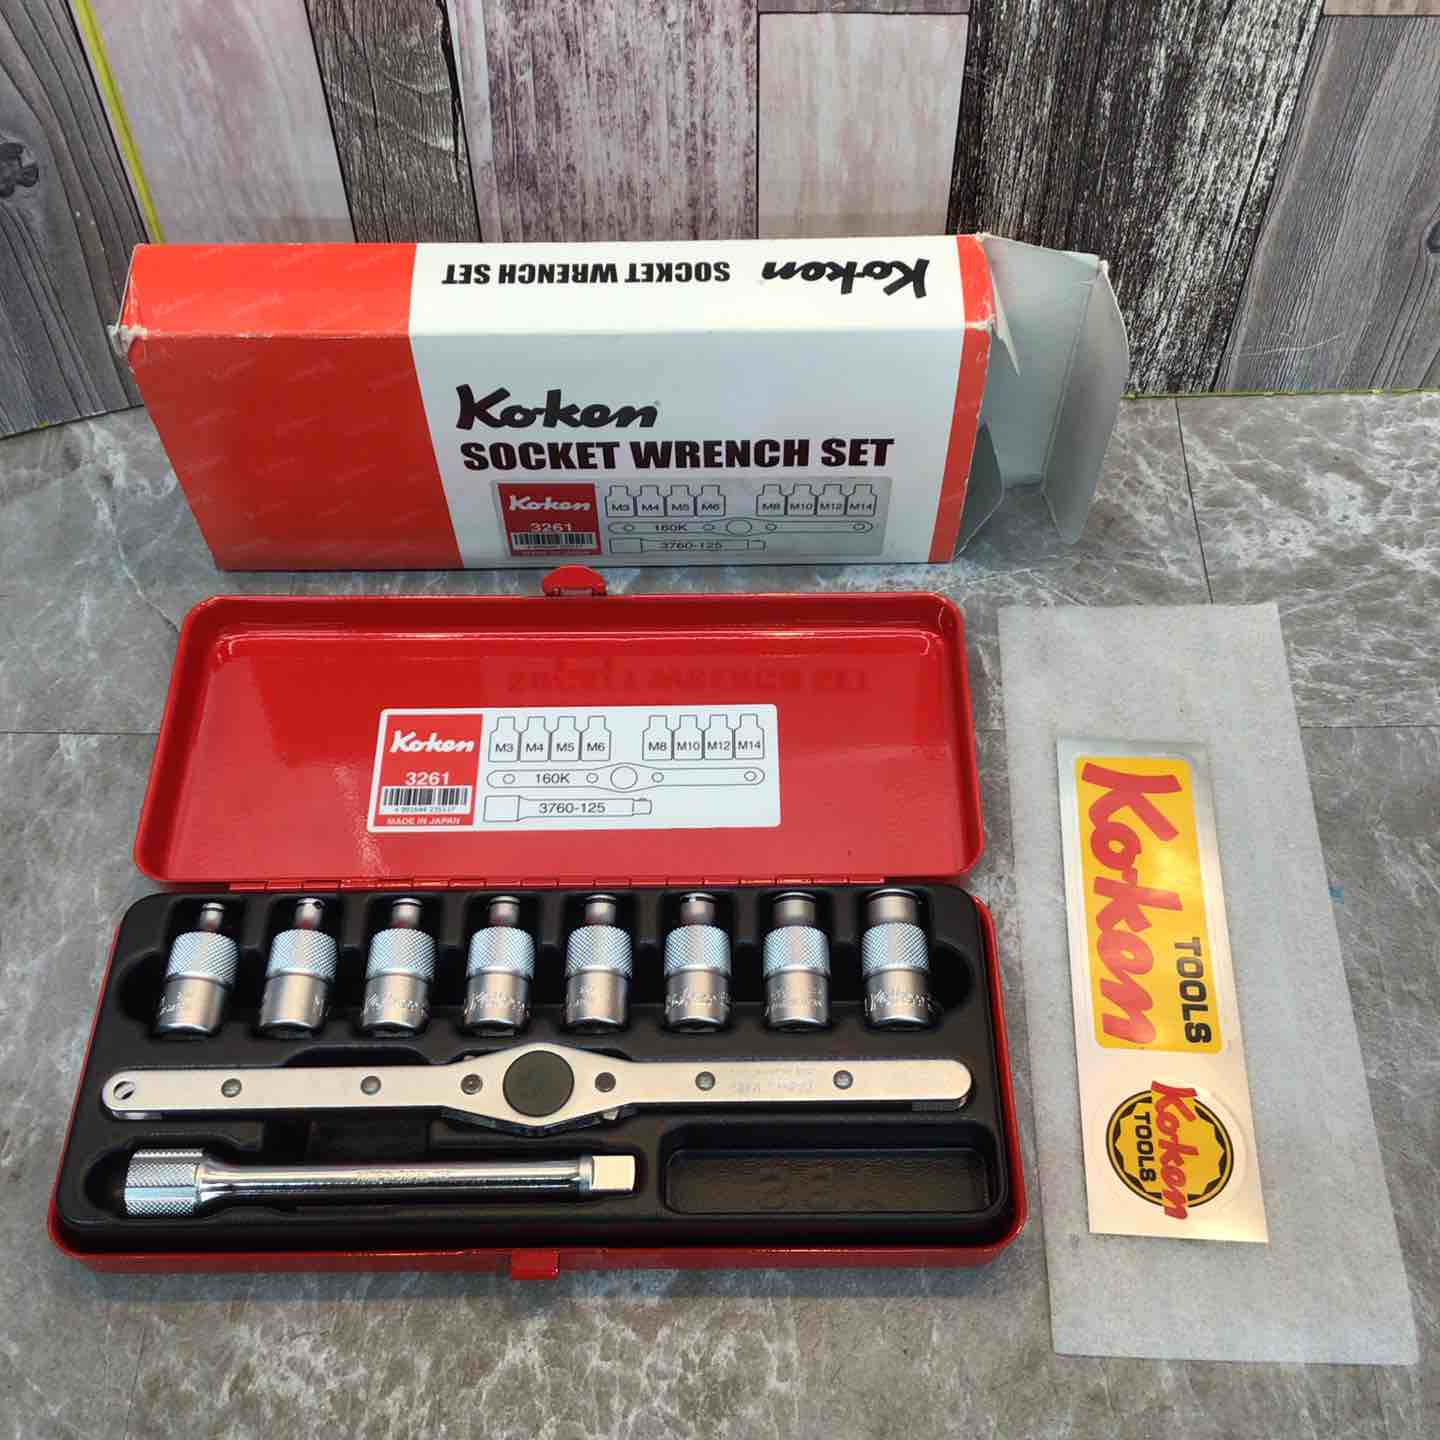 Ko-ken SOCKET WRENCH SET
Ko-ken
SOCKET WRENCH SET
Ko-ken
3261
M3 M4 M5 M6 M8 M10 M12 M14
160K
3760-125
Ko-ken
3261
MADE IN JAPAN
M3 M4 M5 M6 M8 M10 M12 M14
160K
3760-125
Ko-ken
TOOLS
Ko-ken
TOOLS